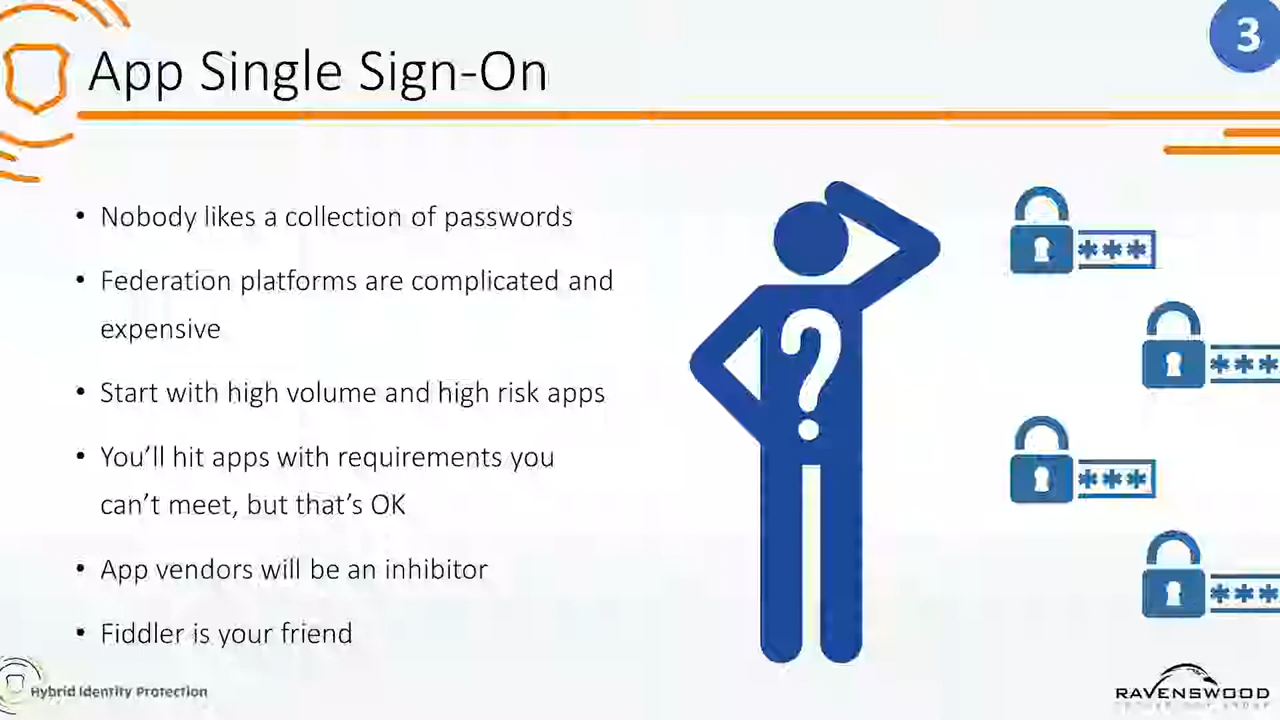 3
App Single Sign-On
• Nobody likes a collection of passwords
• Federation platforms are complicated and
expensive
• Start with high volume and high risk apps
• You'll hit apps with requirements you
can't meet, but that's OK
• App vendors will be an inhibitor
• Fiddler is your friend
?
***
***
***
***
Hybrid Identity Protection
RAVENSWOOD